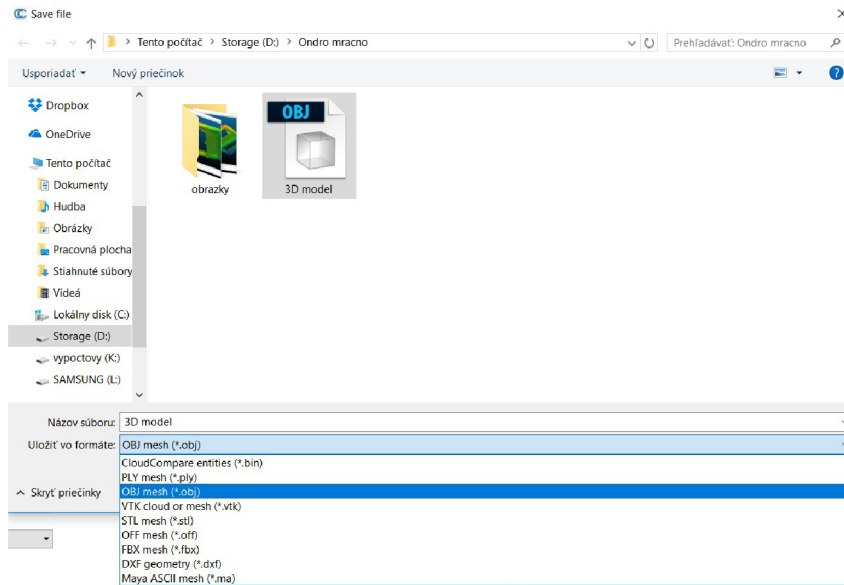 Save file
Tento počítač > Storage (D:) > Ondro mracno
Prehľadávať: Ondro mracno
Usporiadať
Nový priečinok
?
Dropbox
OneDrive
Tento počítač
Dokumenty
Hudba
Obrázky
Pracovná plocha
Stiahnuté súbory
Videá
Lokálny disk (C:)
Storage (D:)
vypoctovy (K:)
SAMSUNG (L:)
obrazky
OBJ
3D model
Názov súboru: 3D model
Uložiť vo formáte: OBJ mesh (*.obj)
CloudCompare entities (*.bin)
PLY mesh (*.ply)
OBJ mesh (*.obj)
VTK cloud or mesh (*.vtk)
STL mesh (*.stl)
OFF mesh (*.off)
FBX mesh (*.fbx)
DXF geometry (*.dxf)
Maya ASCII mesh (*.ma)
Skryť priečinky